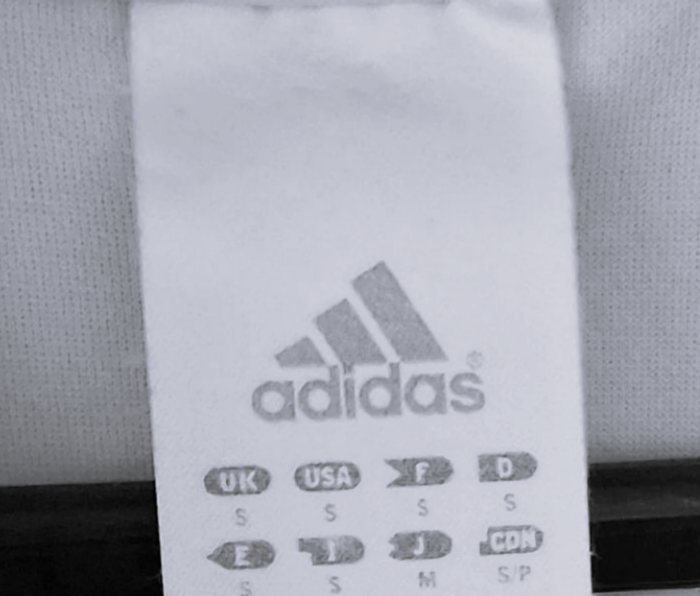 adidas®
UK USA F D
S S S S
E I J CDN
S S M S/P